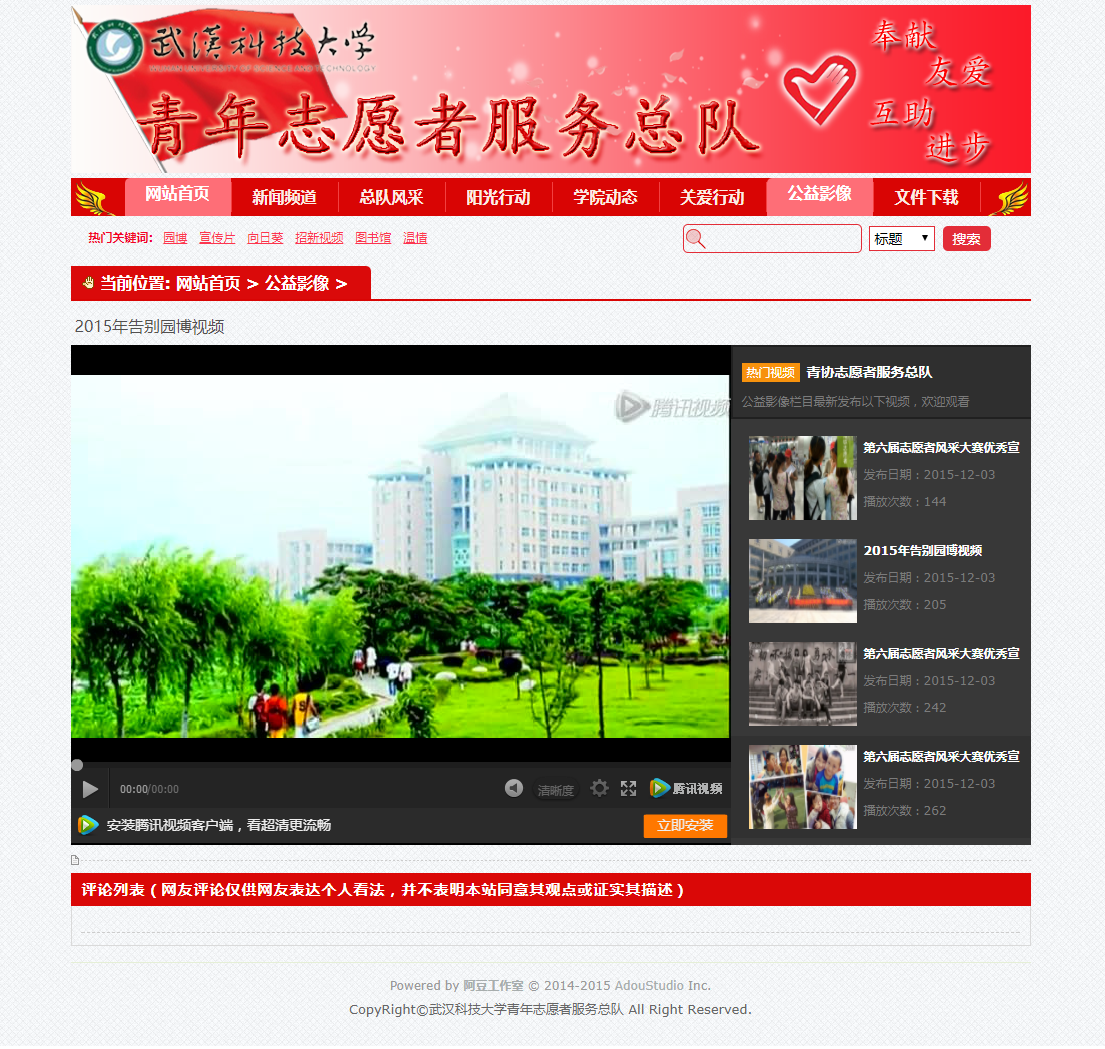 武漢科技大学
WUHAN UNIVERSITY OF SCIENCE AND TECHNOLOGY
青年志愿者服务总队
奉献
友爱
互助
进步
网站首页 新闻频道 总队风采 阳光行动 学院动态 关爱行动 公益影像 文件下载
热门关键词： 园博 宣传片 向日葵 招新视频 图书馆 温情 标题 搜索
当前位置: 网站首页 > 公益影像 >
2015年告别园博视频
腾讯视频
热门视频 青协志愿者服务总队
公益影像栏目最新发布以下视频，欢迎观看
第六届志愿者风采大赛优秀宣
发布日期：2015-12-03
播放次数：144
2015年告别园博视频
发布日期：2015-12-03
播放次数：205
第六届志愿者风采大赛优秀宣
发布日期：2015-12-03
播放次数：242
第六届志愿者风采大赛优秀宣
发布日期：2015-12-03
播放次数：262
00:00/00:00 清晰度 腾讯视频
安装腾讯视频客户端，看超清更流畅 立即安装
评论列表（网友评论仅供网友表达个人看法，并不表明本站同意其观点或证实其描述）
Powered by 阿豆工作室 © 2014-2015 AdouStudio Inc.
CopyRight©武汉科技大学青年志愿者服务总队 All Right Reserved.